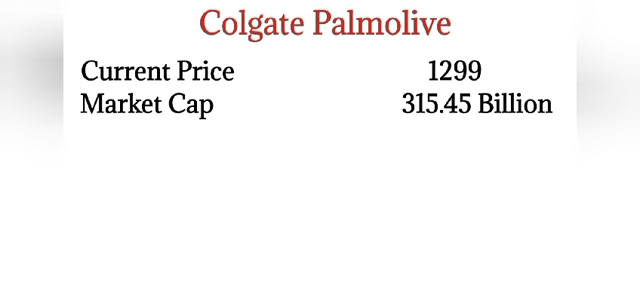 Colgate Palmolive
Current Price 1299
Market Cap 315.45 Billion